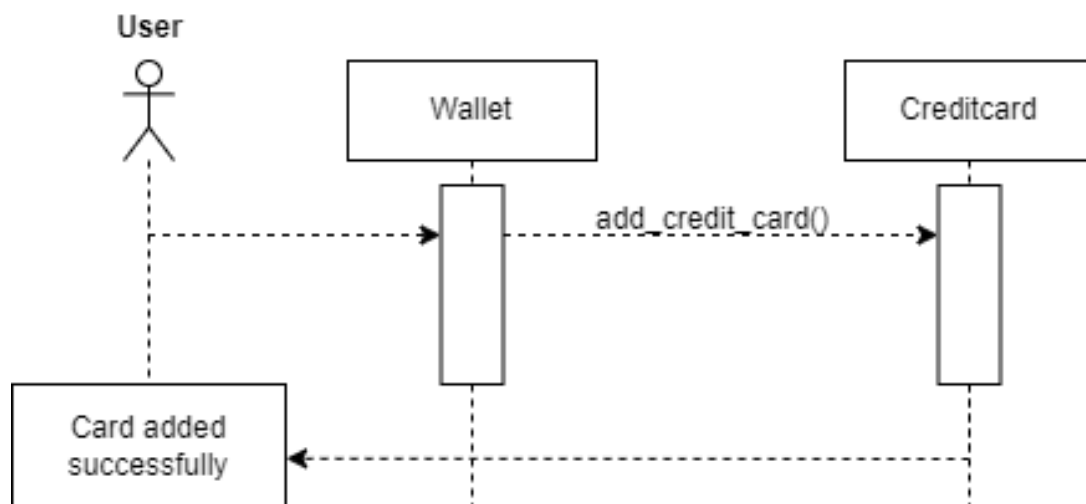 User
Wallet
Creditcard
add_credit_card()
Card added
successfully